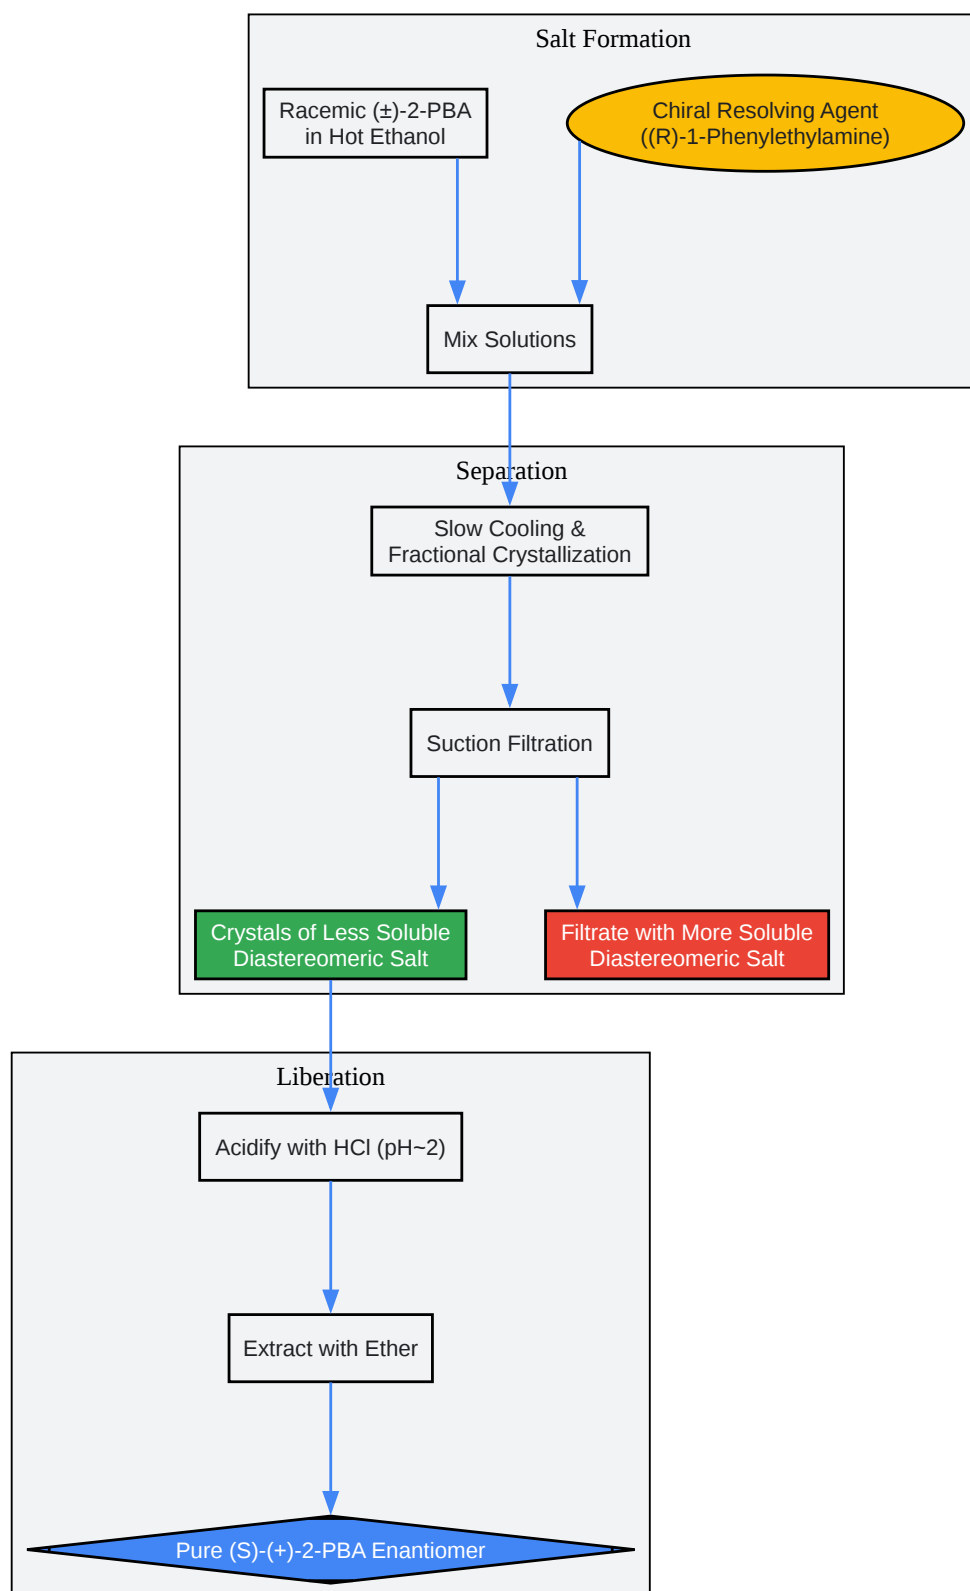 Salt Formation
Racemic (±)-2-PBA
in Hot Ethanol
Chiral Resolving Agent
((R)-1-Phenylethylamine)
Mix Solutions
Separation
Slow Cooling &
Fractional Crystallization
Suction Filtration
Crystals of Less Soluble
Diastereomeric Salt
Filtrate with More Soluble
Diastereomeric Salt
Liberation
Acidify with HCl (pH~2)
Extract with Ether
Pure (S)-(+)-2-PBA Enantiomer